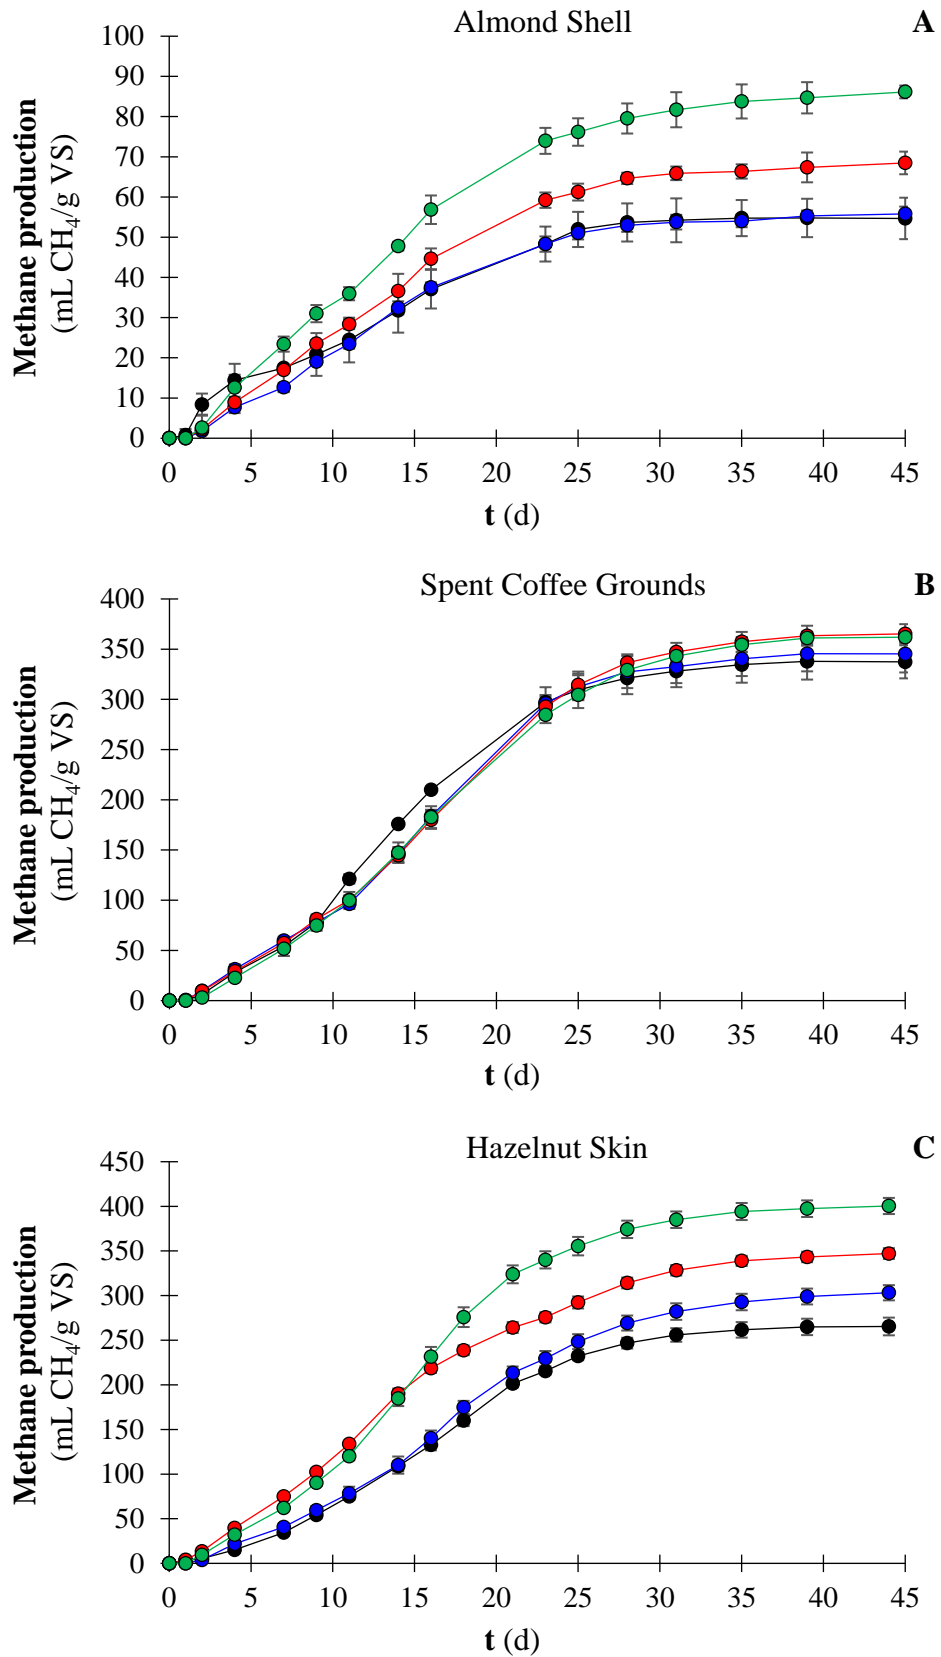 Almond Shell
A
Methane production
(mL CH₄/g VS)
100
90
80
70
60
50
40
30
20
10
0
0 5 10 15 20 25 30 35 40 45
t (d)
Spent Coffee Grounds
B
Methane production
(mL CH₄/g VS)
400
350
300
250
200
150
100
50
0
0 5 10 15 20 25 30 35 40 45
t (d)
Hazelnut Skin
C
Methane production
(mL CH₄/g VS)
450
400
350
300
250
200
150
100
50
0
0 5 10 15 20 25 30 35 40 45
t (d)